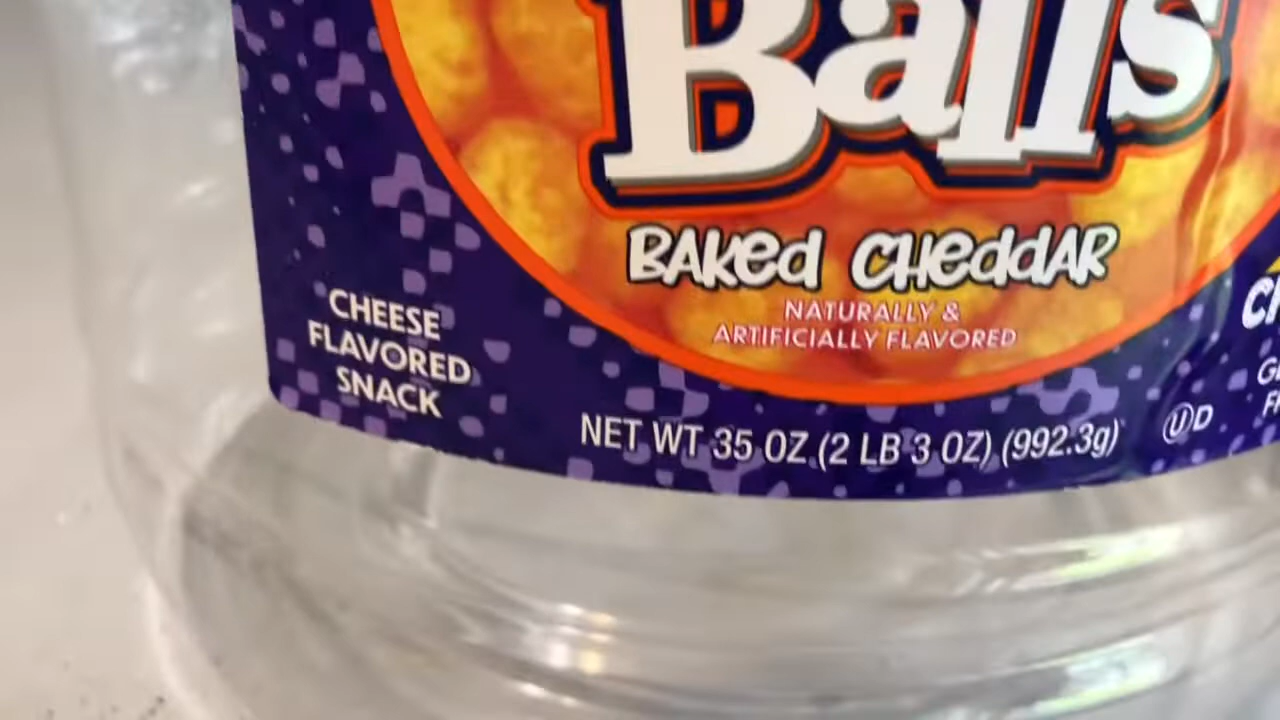 Balls
BAKed CHeddAR
NATURALLY &
ARTIFICIALLY FLAVORED
CHEESE
FLAVORED
SNACK
NET WT 35 OZ (2 LB 3 OZ) (992.3g)
UD